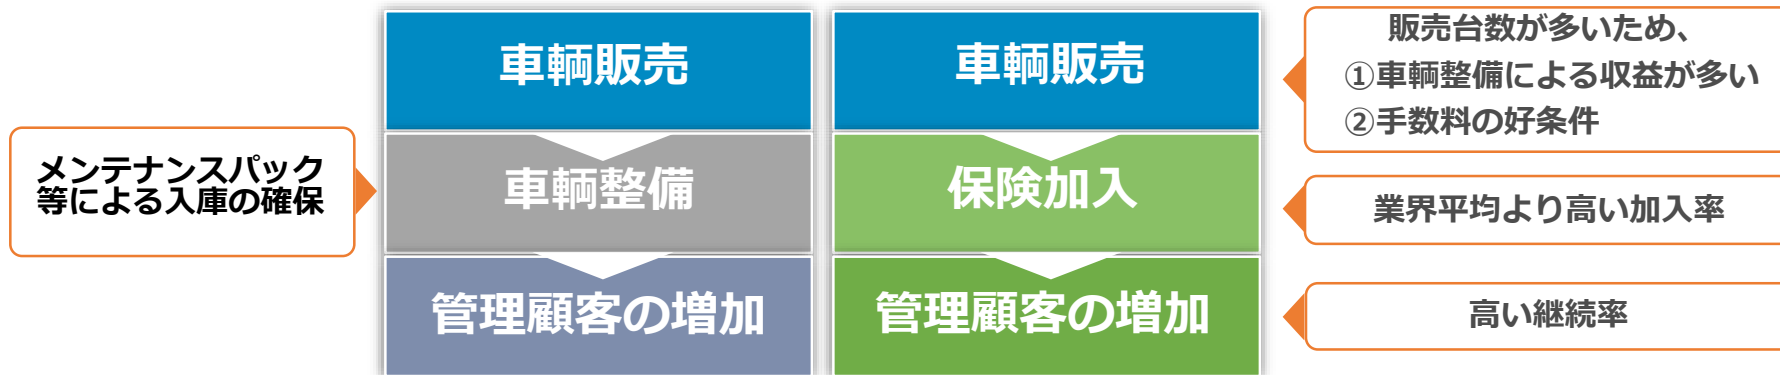 メンテナンスパック
等による入庫の確保
車輌販売
車輌整備
管理顧客の増加
車輌販売
保険加入
管理顧客の増加
販売台数が多いため、
①車輌整備による収益が多い
②手数料の好条件
業界平均より高い加入率
高い継続率